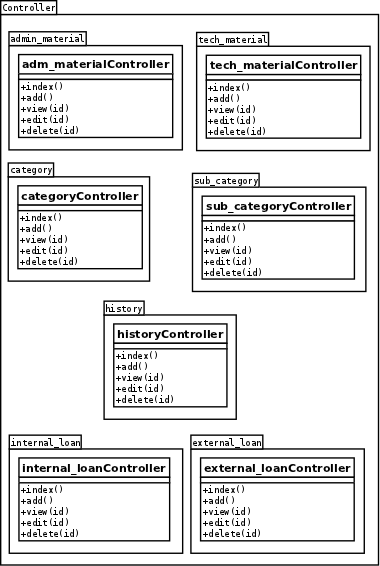 Controller
admin_material
adm_materialController
+index()
+add()
+view(id)
+edit(id)
+delete(id)
tech_material
tech_materialController
+index()
+add()
+view(id)
+edit(id)
+delete(id)
category
categoryController
+index()
+add()
+view(id)
+edit(id)
+delete(id)
sub_category
sub_categoryController
+index()
+add()
+view(id)
+edit(id)
+delete(id)
history
historyController
+index()
+add()
+view(id)
+edit(id)
+delete(id)
internal_loan
internal_loanController
+index()
+add()
+view(id)
+edit(id)
+delete(id)
external_loan
external_loanController
+index()
+add()
+view(id)
+edit(id)
+delete(id)